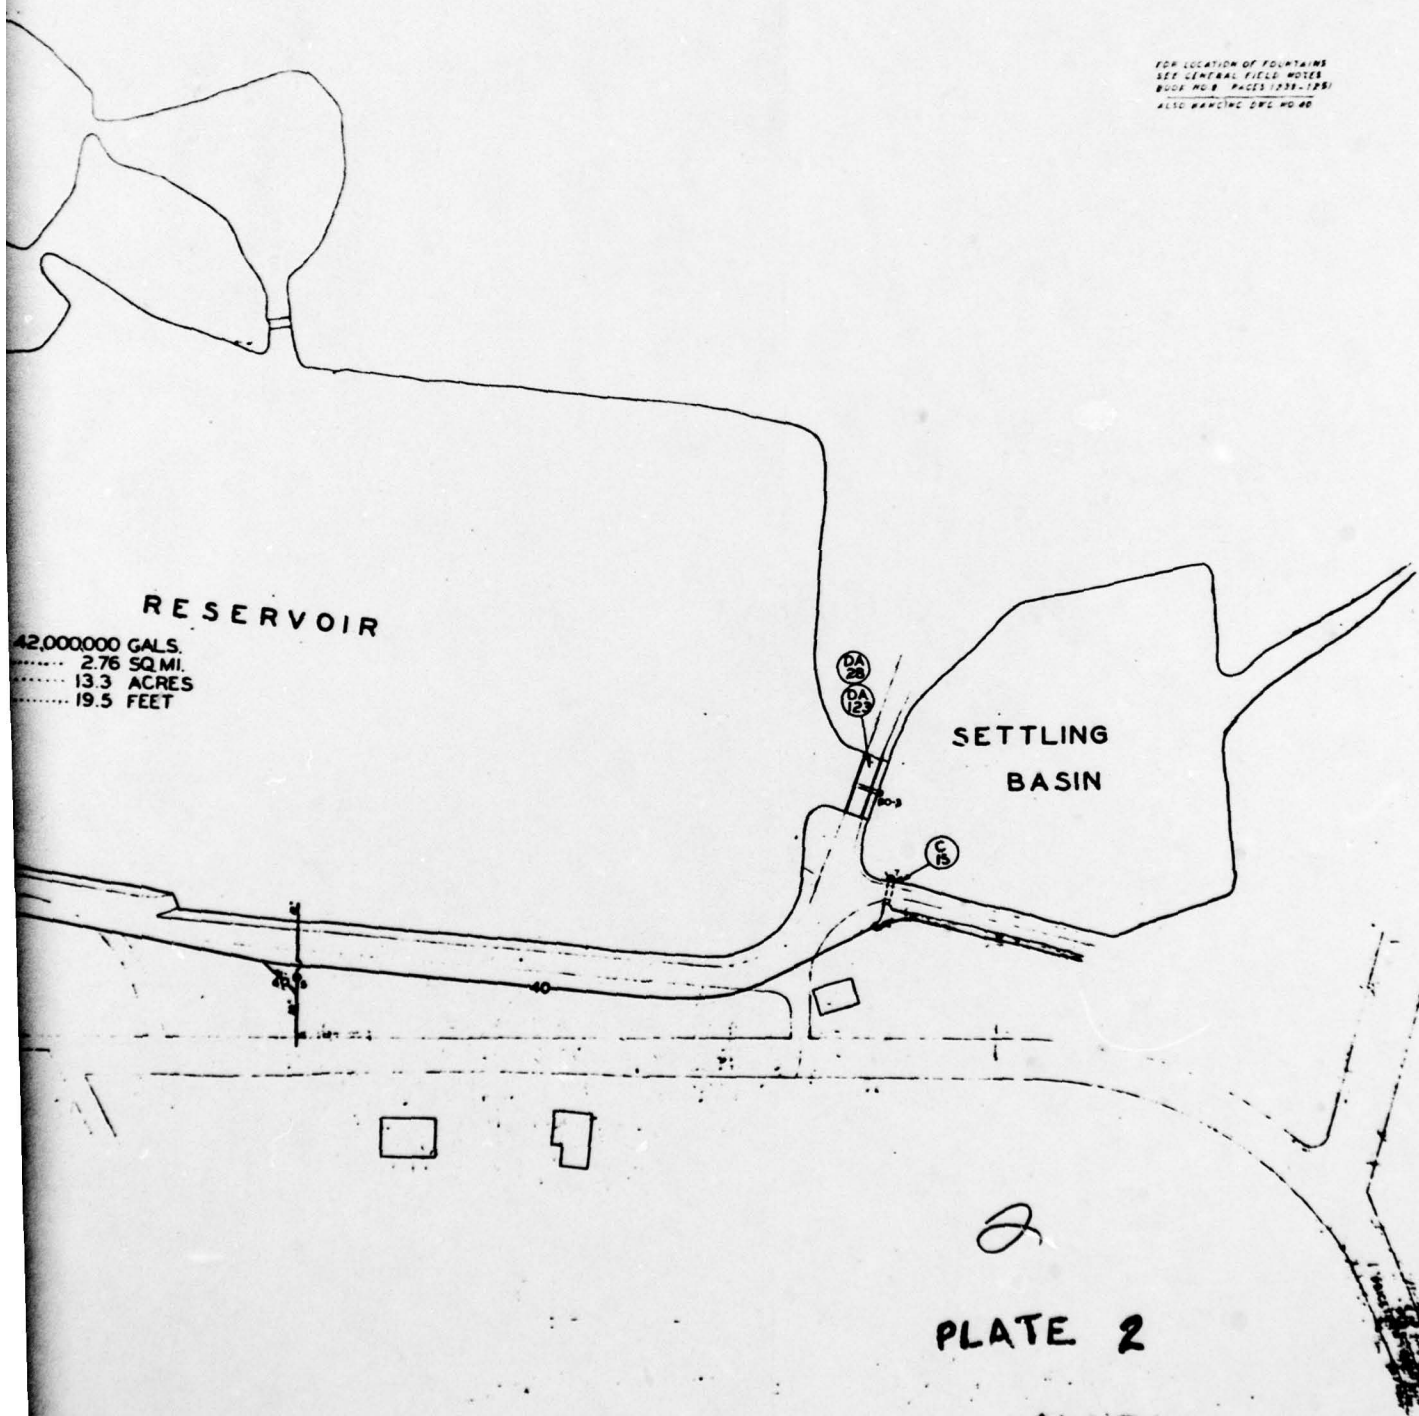 FOR LOCATION OF FOUNTAINS
SEE GENERAL FIELD NOTES
BOOK NO 8 PAGES 1238-1251
ALSO HANGING DWG NO 40
RESERVOIR
42,000,000 GALS.
2.76 SQ MI.
13.3 ACRES
19.5 FEET
DA
28
DA
123
SETTLING
BASIN
BO-3
C
15
40
2
PLATE 2